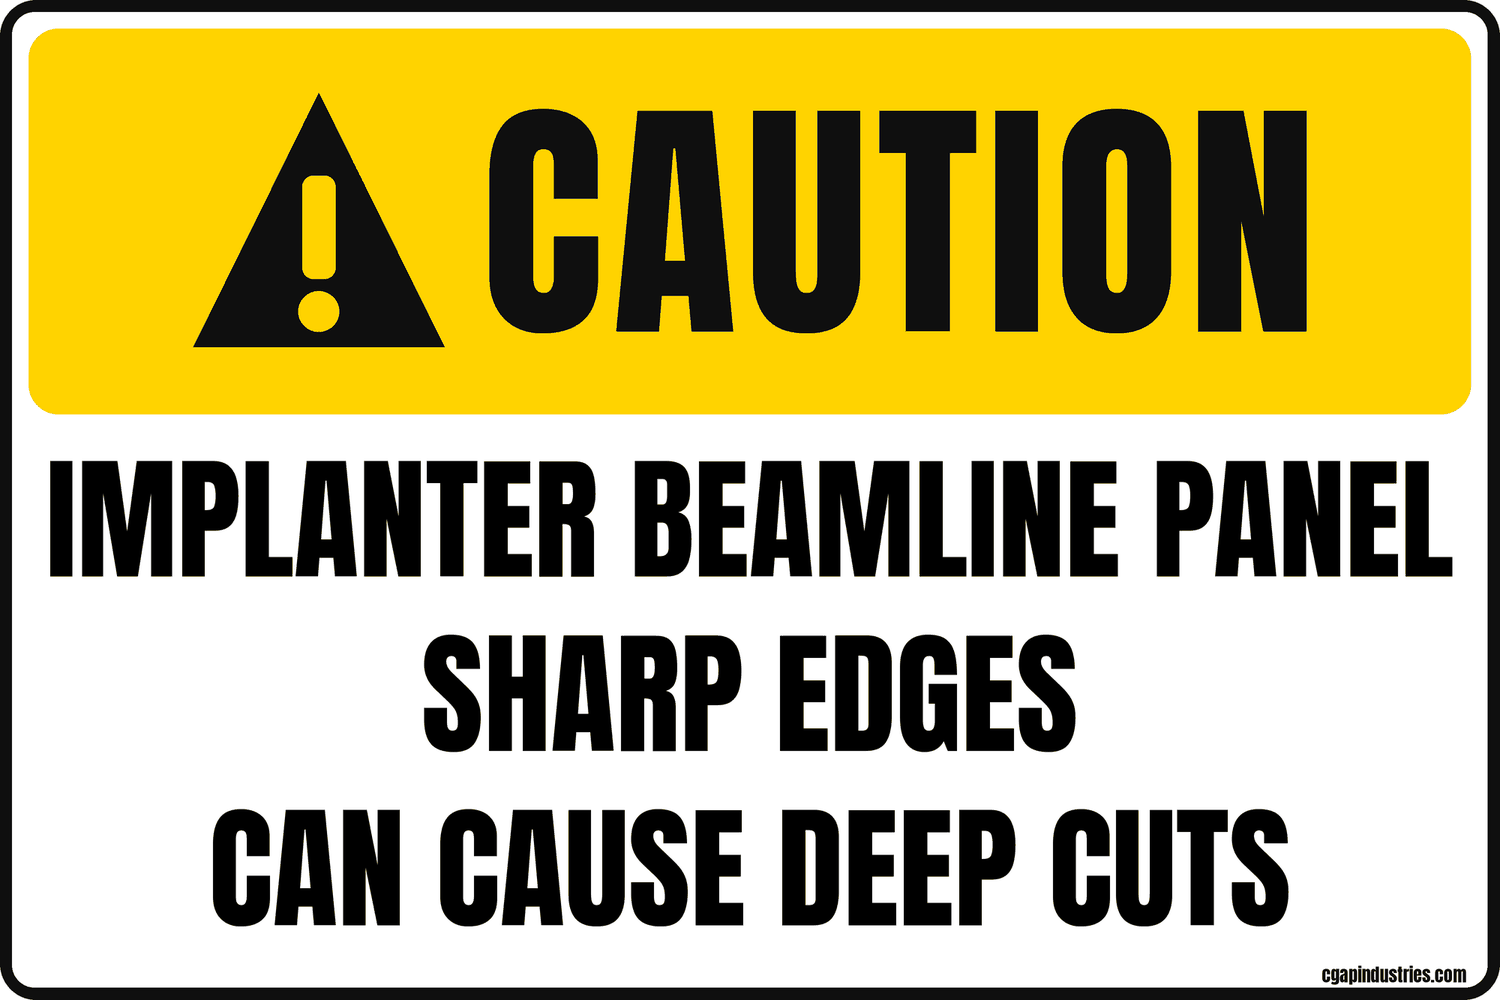 CAUTION
IMPLANTER BEAMLINE PANEL
SHARP EDGES
CAN CAUSE DEEP CUTS
cgapindustries.com